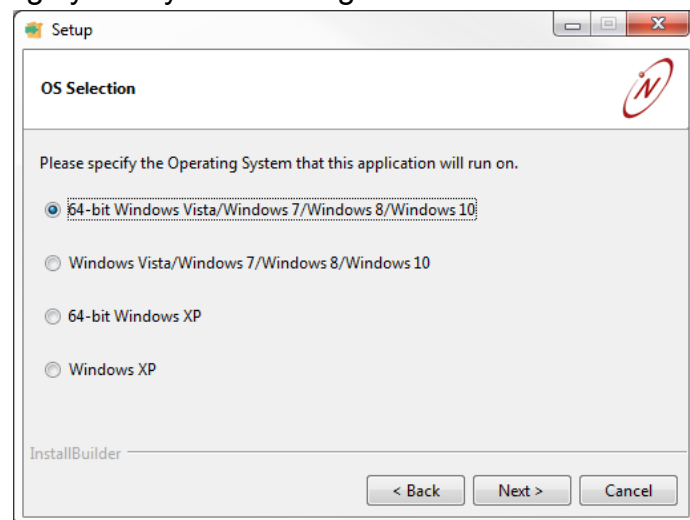 Setup
OS Selection
N
Please specify the Operating System that this application will run on.
64-bit Windows Vista/Windows 7/Windows 8/Windows 10
Windows Vista/Windows 7/Windows 8/Windows 10
64-bit Windows XP
Windows XP
InstallBuilder
< Back Next > Cancel